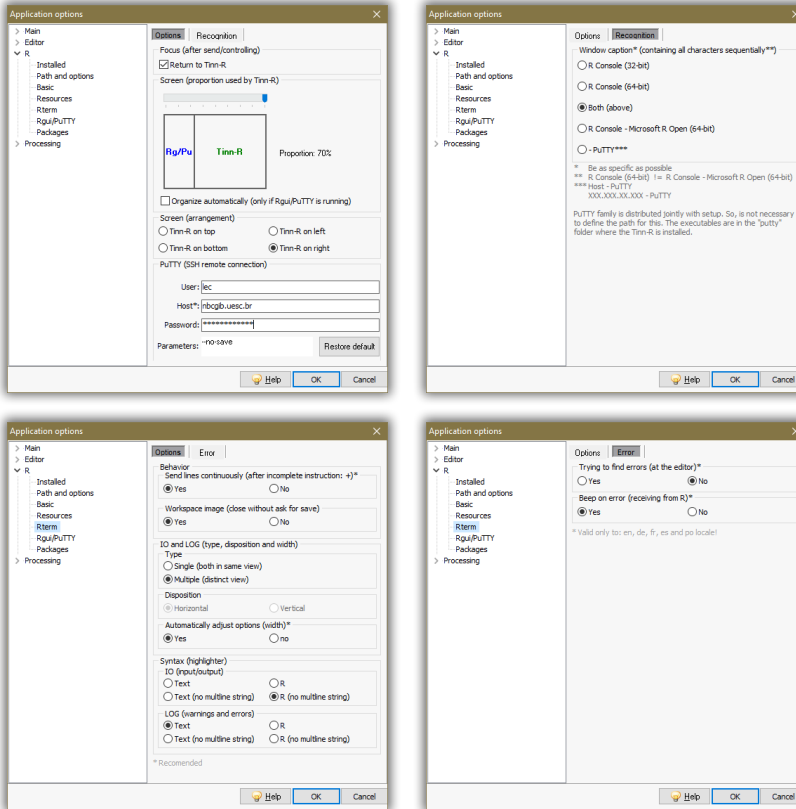 Application options
Main
Editor
R
Installed
Path and options
Basic
Resources
Rterm
Rgui/PuTTY
Packages
Processing
Options Recognition
Focus (after send/controlling)
Return to Tinn-R
Screen (proportion used by Tinn-R)
Rg/Pu Tinn-R Proportion: 70%
Organize automatically (only if Rgui/PuTTY is running)
Screen (arrangement)
Tinn-R on top Tinn-R on left
Tinn-R on bottom Tinn-R on right
PuTTY (SSH remote connection)
User: lec
Host*: nbcgib.uesc.br
Password: ************
Parameters: --no-save Restore default
Help OK Cancel
Application options
Main
Editor
R
Installed
Path and options
Basic
Resources
Rterm
Rgui/PuTTY
Packages
Processing
Options Recognition
Window caption* (containing all characters sequentially**)
R Console (32-bit)
R Console (64-bit)
Both (above)
R Console - Microsoft R Open (64-bit)
- PuTTY***
* Be as specific as possible
** R Console (64-bit) != R Console - Microsoft R Open (64-bit)
*** Host - PuTTY
XXX.XXX.XX.XXX - PuTTY
PuTTY family is distributed jointly with setup. So, is not necessary
to define the path for this. The executables are in the "putty"
folder where the Tinn-R is installed.
Help OK Cancel
Application options
Main
Editor
R
Installed
Path and options
Basic
Resources
Rterm
Rgui/PuTTY
Packages
Processing
Options Error
Behavior
Send lines continuously (after incomplete instruction: +)*
Yes No
Workspace image (close without ask for save)
Yes No
IO and LOG (type, disposition and width)
Type
Single (both in same view)
Multiple (distinct view)
Disposition
Horizontal Vertical
Automatically adjust options (width)*
Yes no
Syntax (highlighter)
IO (input/output)
Text R
Text (no multline string) R (no multline string)
LOG (warnings and errors)
Text R
Text (no multline string) R (no multline string)
* Recomended
Help OK Cancel
Application options
Main
Editor
R
Installed
Path and options
Basic
Resources
Rterm
Rgui/PuTTY
Packages
Processing
Options Error
Trying to find errors (at the editor)*
Yes No
Beep on error (receiving from R)*
Yes No
* Valid only to: en, de, fr, es and po locale!
Help OK Cancel